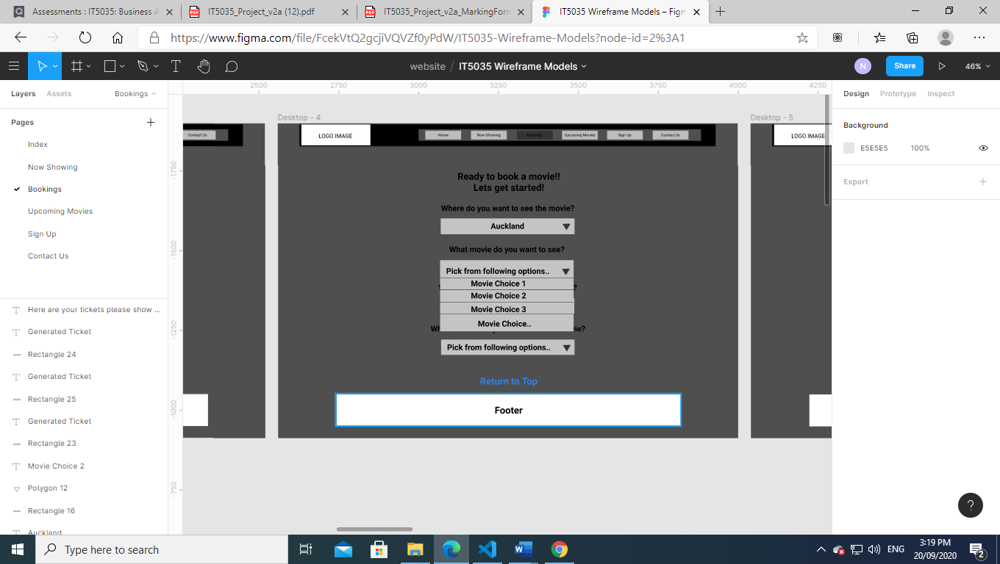 Assessments : IT5035: Business A
IT5035_Project_v2a (12).pdf
IT5035_Project_v2a_MarkingForm
IT5035 Wireframe Models – Figm
https://www.figma.com/file/FcekVtQ2gcjiVQVZf0yPdW/IT5035-Wireframe-Models?node-id=2%3A1
website / IT5035 Wireframe Models
N
Share
46%
Layers Assets Bookings
Pages
Index
Now Showing
Bookings
Upcoming Movies
Sign Up
Contact Us
Here are your tickets please show ...
Generated Ticket
Rectangle 24
Generated Ticket
Rectangle 25
Generated Ticket
Rectangle 23
Movie Choice 2
Polygon 12
Rectangle 16
Auckland
2500 2750 3000 3250 3500 3750 4000 4250
-1750
-1500
-1250
-1000
-750
Desktop - 4
Desktop - 5
Contact Us
LOGO IMAGE
Home Now Showing Bookings Upcoming Movies Sign Up Contact Us
LOGO IMAGE
Ready to book a movie!!
Lets get started!
Where do you want to see the movie?
Auckland
What movie do you want to see?
Pick from following options..
Movie Choice 1
Movie Choice 2
Movie Choice 3
Movie Choice..
Pick from following options..
Return to Top
Footer
Design Prototype Inspect
Background
E5E5E5 100%
Export
?
Type here to search
ENG
3:19 PM
20/09/2020
2